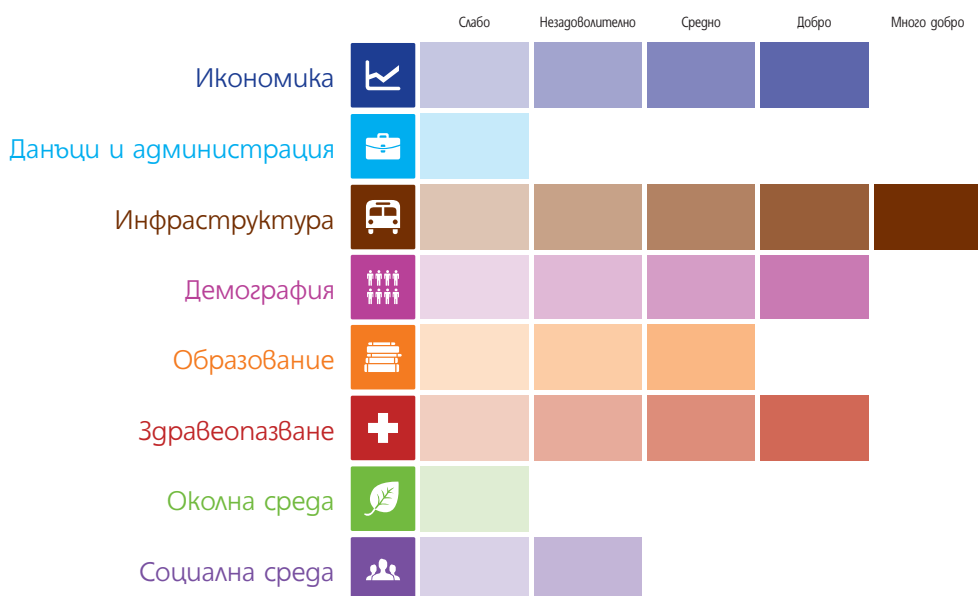 Слабо Незадоволително Средно Добро Много добро
Икономика
Данъци и администрация
Инфраструктура
Демография
Образование
Здравеопазване
Околна среда
Социална среда